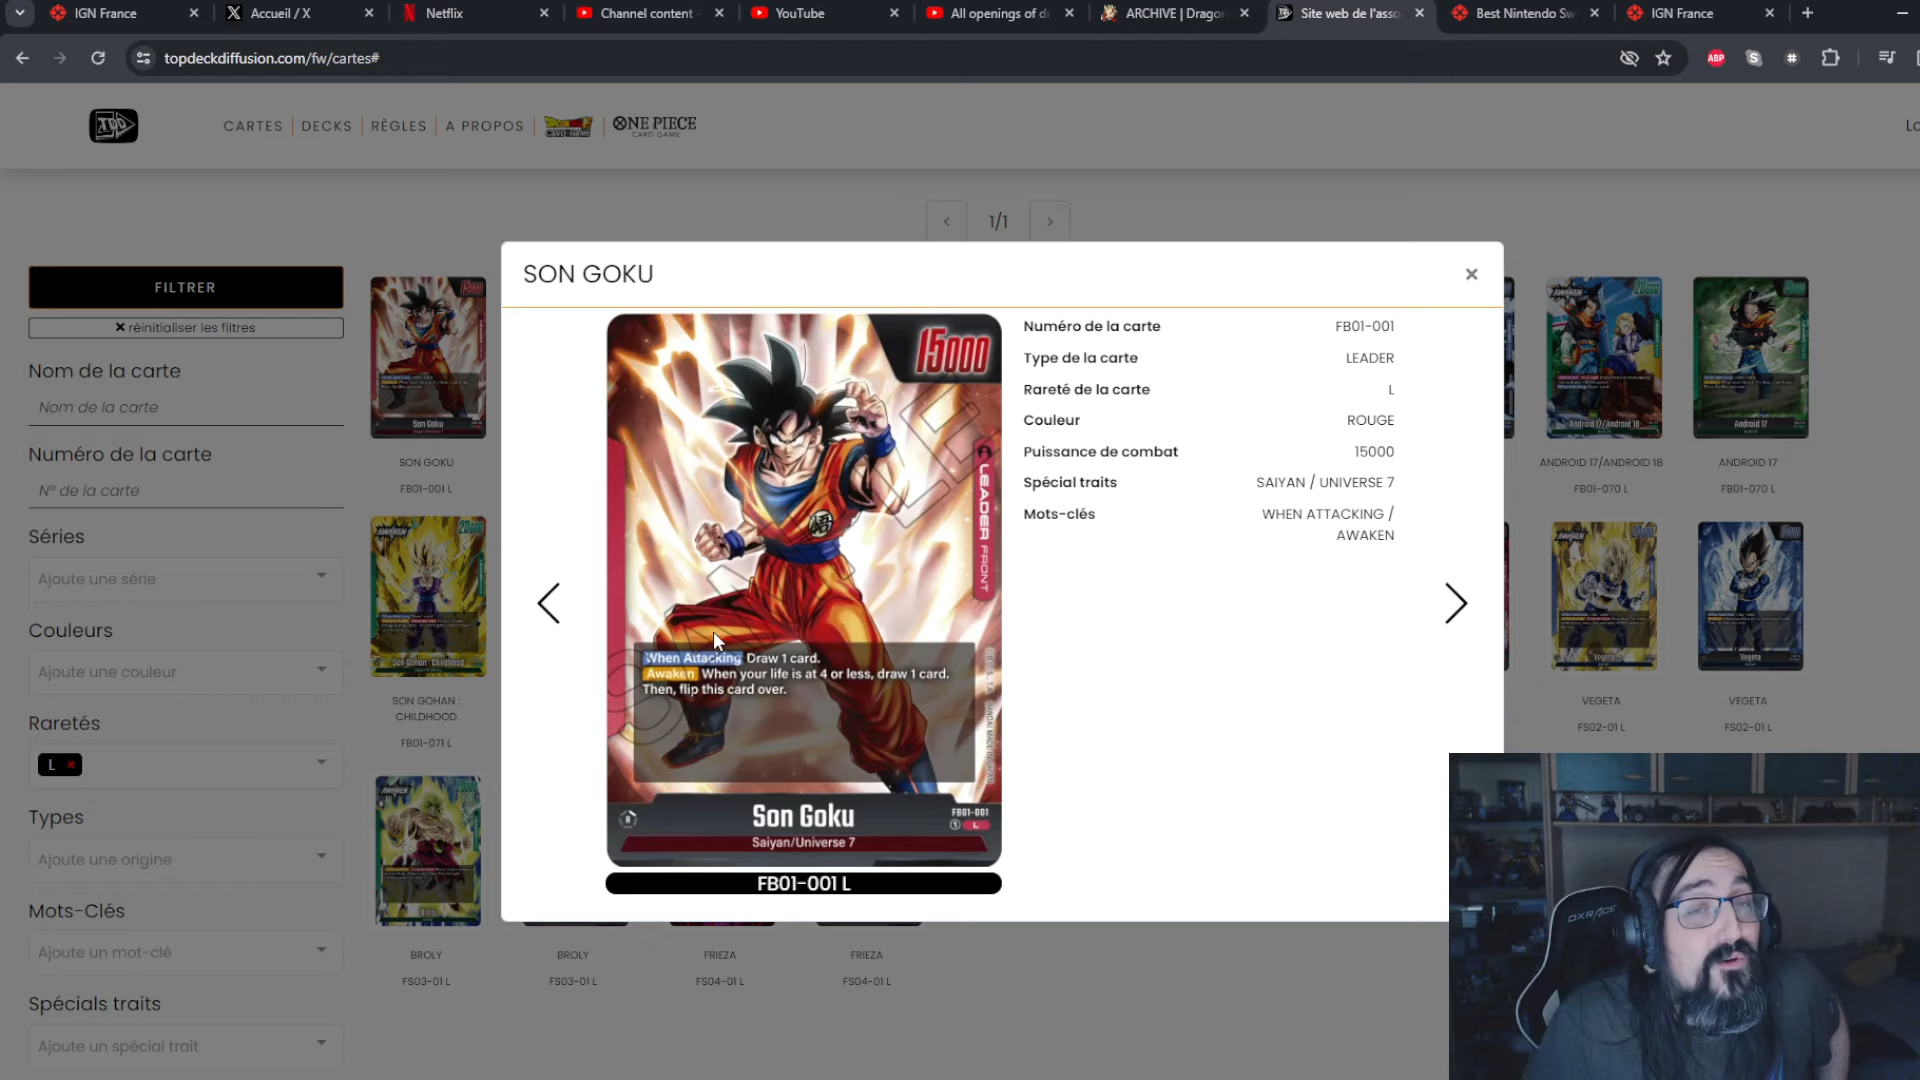 IGN France
Accueil / X
Netflix
Channel content
YouTube
All openings of dr
ARCHIVE | Dragon
Site web de l'asso
Best Nintendo Sw
IGN France
topdeckdiffusion.com/fw/cartes#
ABP
TDD
CARTES
DECKS
RÈGLES
A PROPOS
ONE PIECE
CARD GAME
Lo
< 1/1 >
FILTRER
× réinitialiser les filtres
Nom de la carte
Nom de la carte
Numéro de la carte
N° de la carte
Séries
Ajoute une série
Couleurs
Ajoute une couleur
Raretés
L ×
Types
Ajoute une origine
Mots-Clés
Ajoute un mot-clé
Spécials traits
Ajoute un spécial trait
SON GOKU
FB01-001 L
SON GOHAN :
CHILDHOOD
FB01-071 L
BROLY
FS03-01 L
BROLY
FS03-01 L
FRIEZA
FS04-01 L
FRIEZA
FS04-01 L
SON GOKU
×
15000
LEADER FRONT
When Attacking Draw 1 card.
Awaken When your life is at 4 or less, draw 1 card.
Then, flip this card over.
Son Goku
FB01-001
L
Saiyan/Universe 7
FB01-001 L
Numéro de la carte FB01-001
Type de la carte LEADER
Rareté de la carte L
Couleur ROUGE
Puissance de combat 15000
Spécial traits SAIYAN / UNIVERSE 7
Mots-clés WHEN ATTACKING /
AWAKEN
ANDROID 17/ANDROID 18
FB01-070 L
ANDROID 17
FB01-070 L
VEGETA
FS02-01 L
VEGETA
FS02-01 L
DXRACER